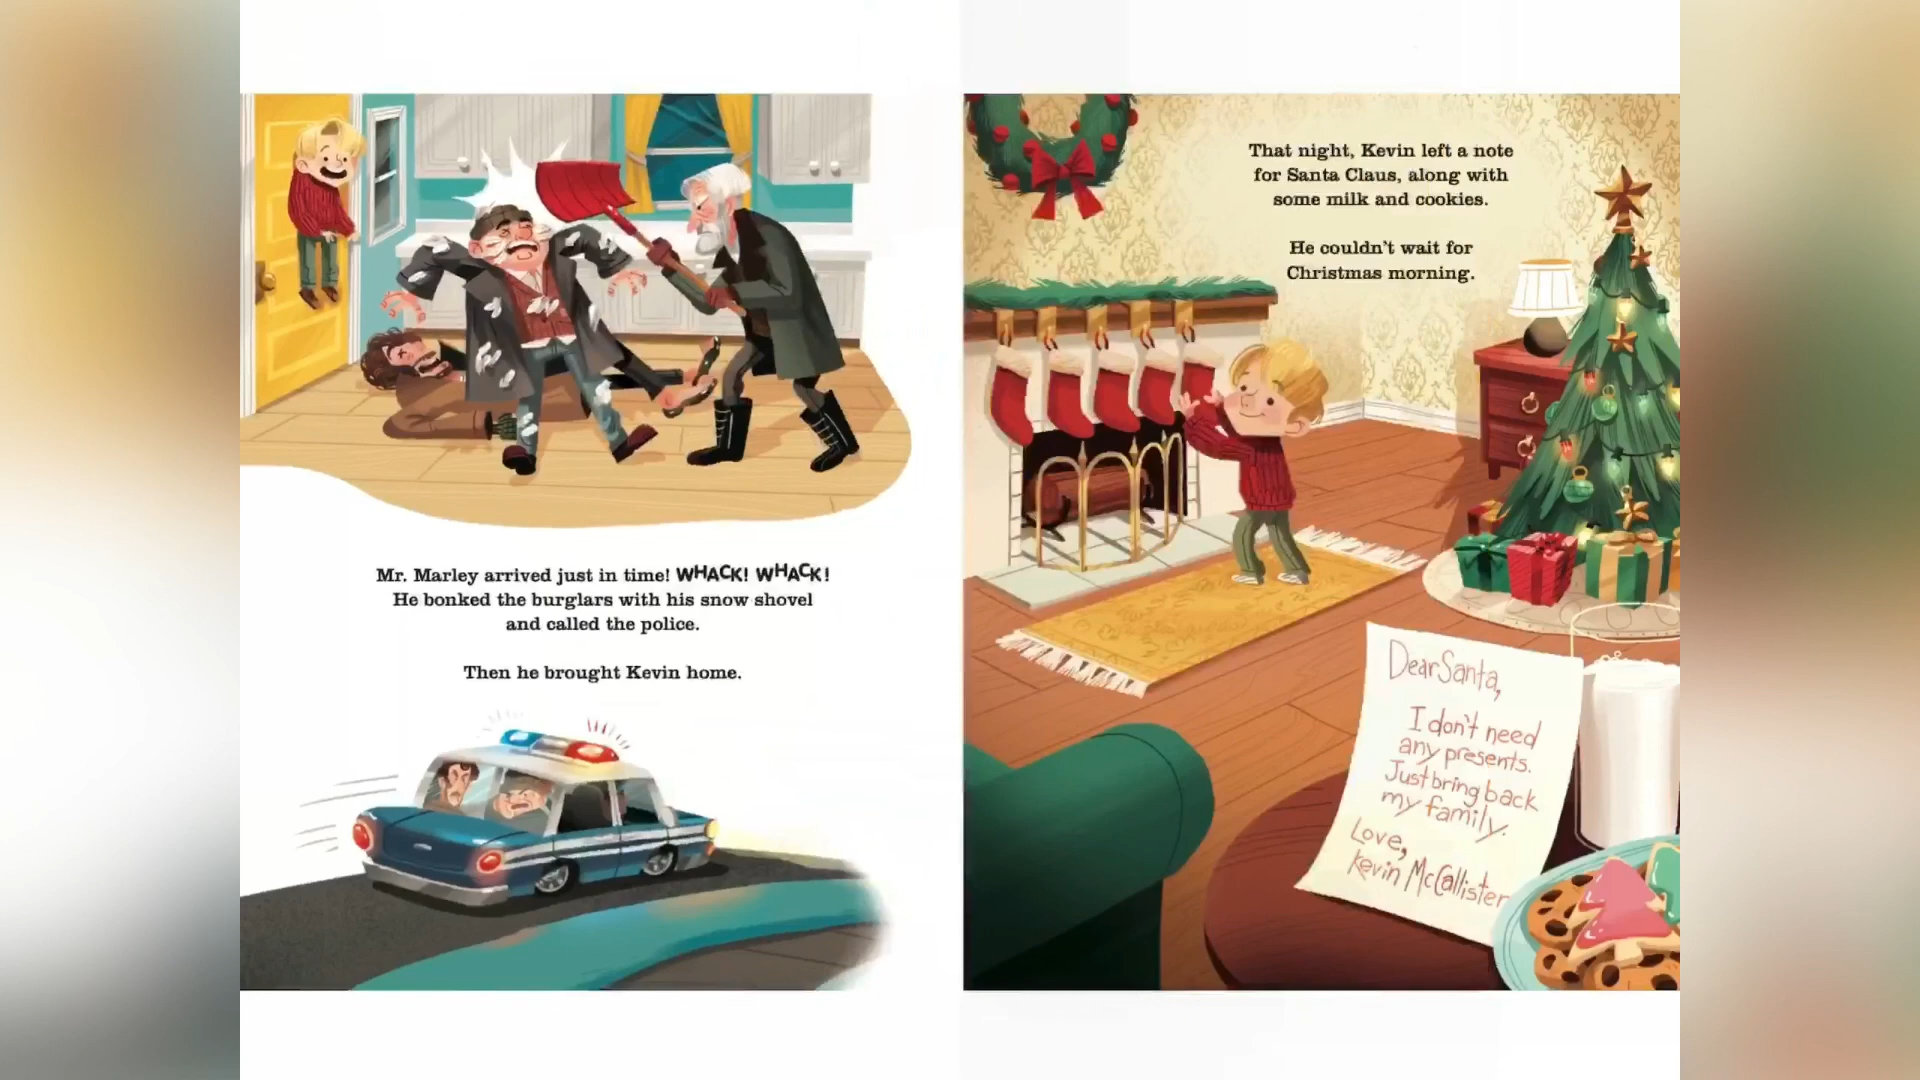 Mr. Marley arrived just in time! WHACK! WHACK!
He bonked the burglars with his snow shovel
and called the police.
Then he brought Kevin home.
That night, Kevin left a note
for Santa Claus, along with
some milk and cookies.
He couldn't wait for
Christmas morning.
Dear Santa,
I don't need
any presents.
Just bring back
my family.
Love,
Kevin McCallister